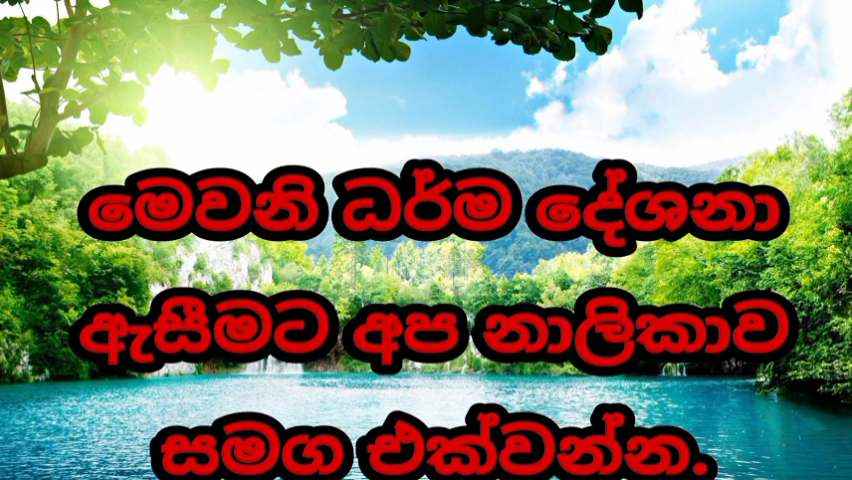 මෙවනි ධර්ම දේශනා
ඇසීමට අප නාලිකාව
සමග එක්වන්න.